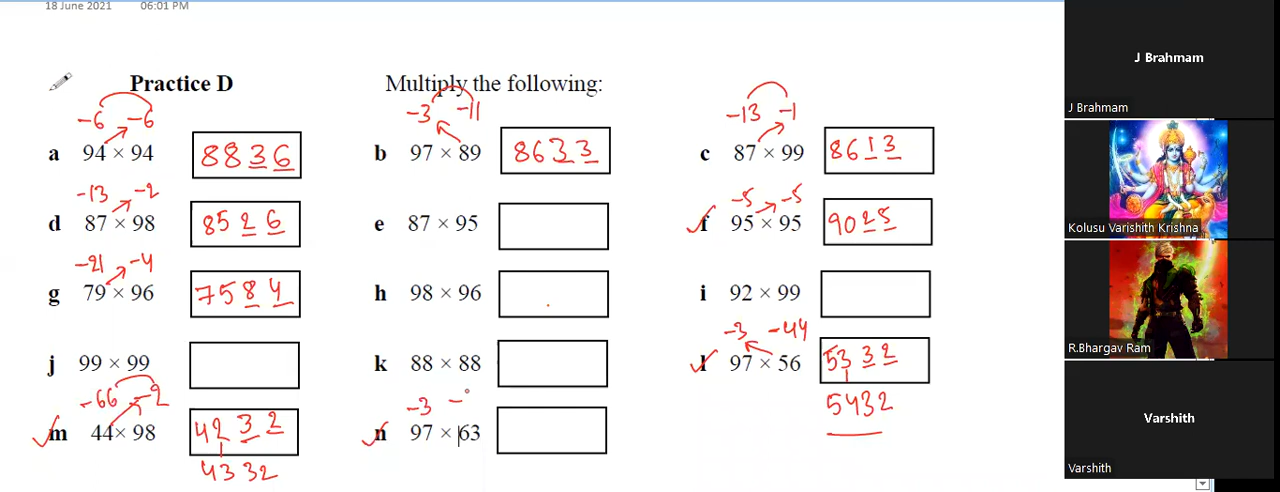 18 June 2021 06:01 PM
Practice D Multiply the following:
-6 -6 -3 -11 -13 -1
a 94 × 94 8836 b 97 × 89 8633 c 87 × 99 8613
-13 -2 -5 -5
d 87 × 98 8526 e 87 × 95 f 95 × 95 9025
-21 -4
g 79 × 96 7584 h 98 × 96 i 92 × 99
-3 -44
j 99 × 99 k 88 × 88 l 97 × 56 5332
1
-66 -2 5432
-3
m 44× 98 4232 n 97 × 63
1
4332
J Brahmam
J Brahmam
Kolusu Varishith Krishna
R.Bhargav Ram
Varshith
Varshith